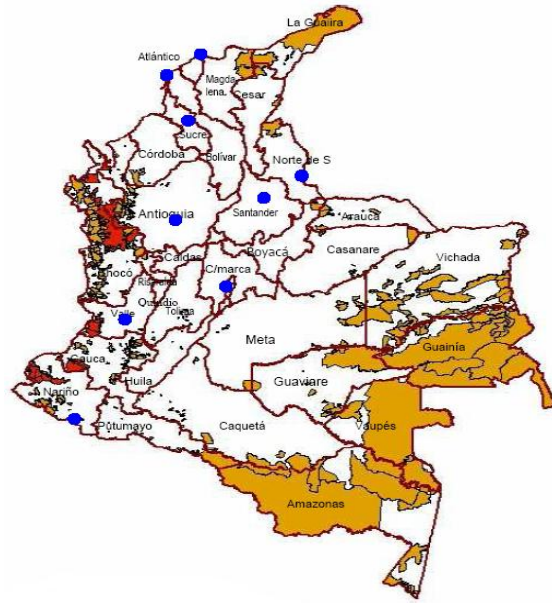 La Guajira
Atlántico
Magda
lena.
Cesar
Sucre
Córdoba
Bolívar
Norte de S
Antioquia
Santander
Arauca
Boyacá
Casanare
Caldas
C/marca
Vichada
Chocó
Risaralda
Quindío
Tolima
Valle
Meta
Guainía
Cauca
Huila
Guaviare
Nariño
Putumayo
Caquetá
Vaupés
Amazonas